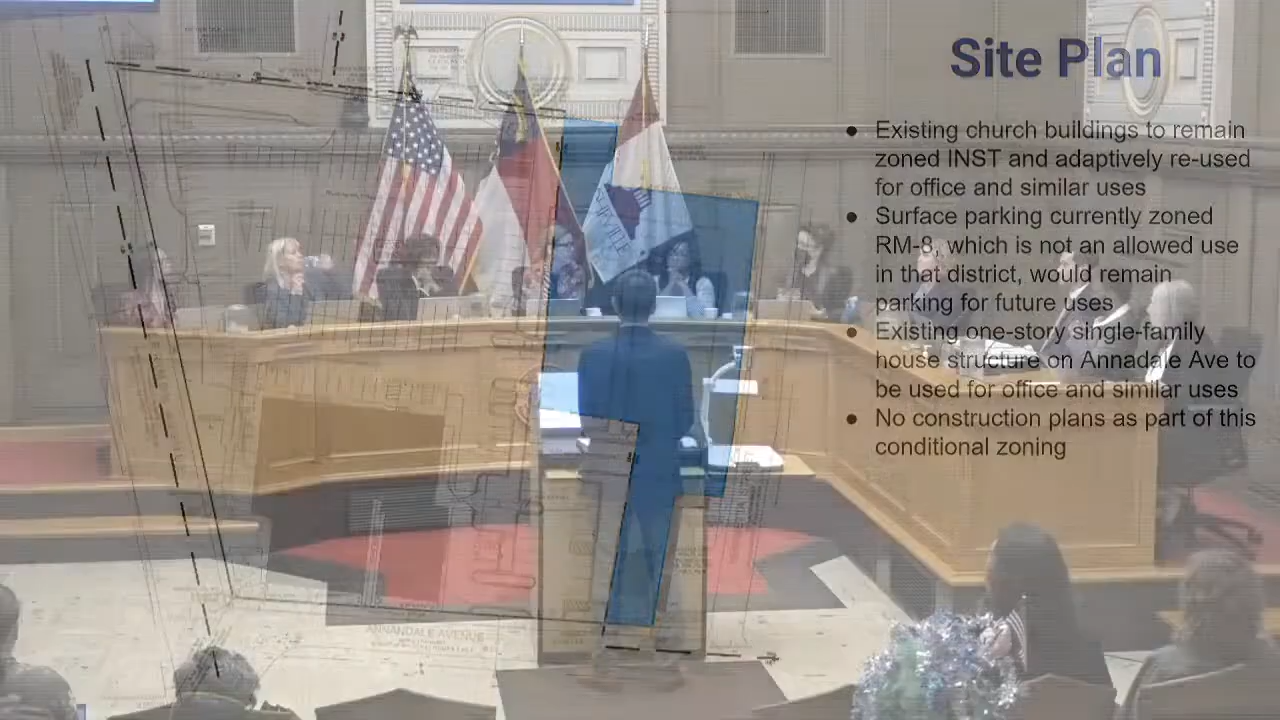 Site Plan
● Existing church buildings to remain
zoned INST and adaptively re-used
for office and similar uses
● Surface parking currently zoned
RM-8, which is not an allowed use
in that district, would remain
parking for future uses
● Existing one-story single-family
house structure on Annadale Ave to
be used for office and similar uses
● No construction plans as part of this
conditional zoning
ANNANDALE AVENUE